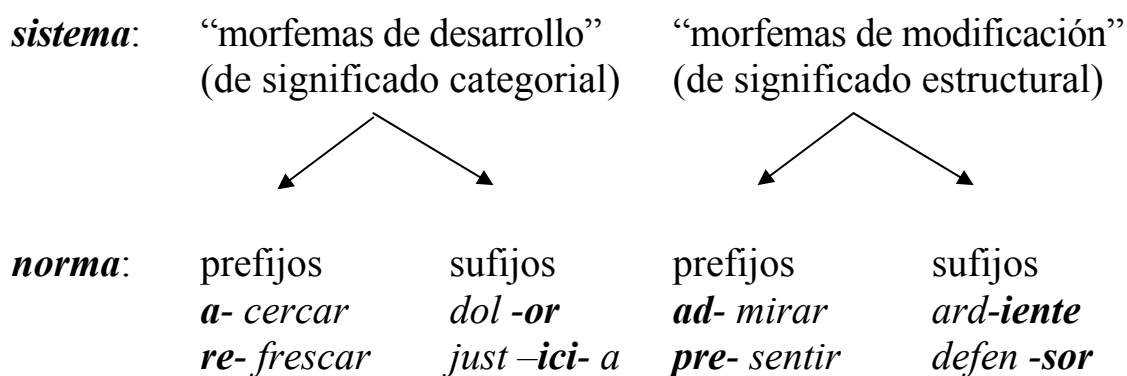 sistema: “morfemas de desarrollo” “morfemas de modificación”
(de significado categorial) (de significado estructural)
norma: prefijos sufijos prefijos sufijos
a- cercar dol -or ad- mirar ard-iente
re- frescar just –ici- a pre- sentir defen -sor